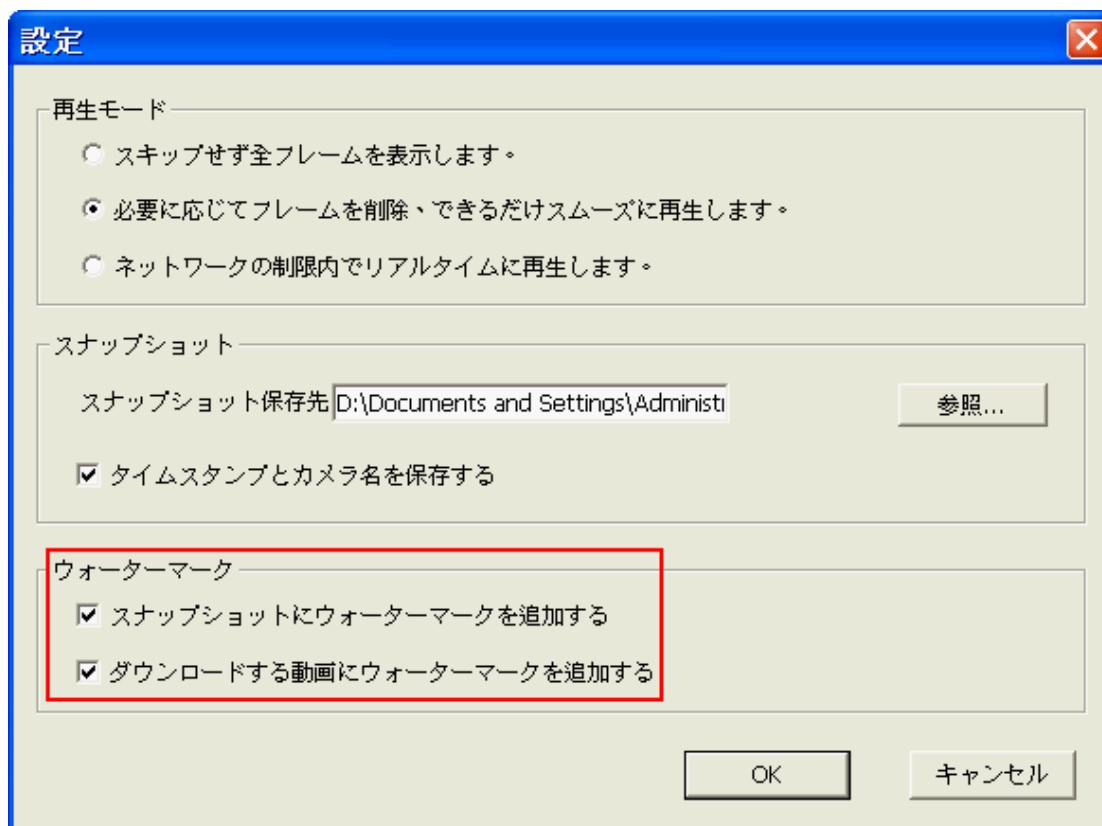 設定
再生モード
スキップせず全フレームを表示します。
必要に応じてフレームを削除、できるだけスムーズに再生します。
ネットワークの制限内でリアルタイムに再生します。
スナップショット
スナップショット保存先 D:\Documents and Settings\Administr 参照...
タイムスタンプとカメラ名を保存する
ウォーターマーク
スナップショットにウォーターマークを追加する
ダウンロードする動画にウォーターマークを追加する
OK キャンセル